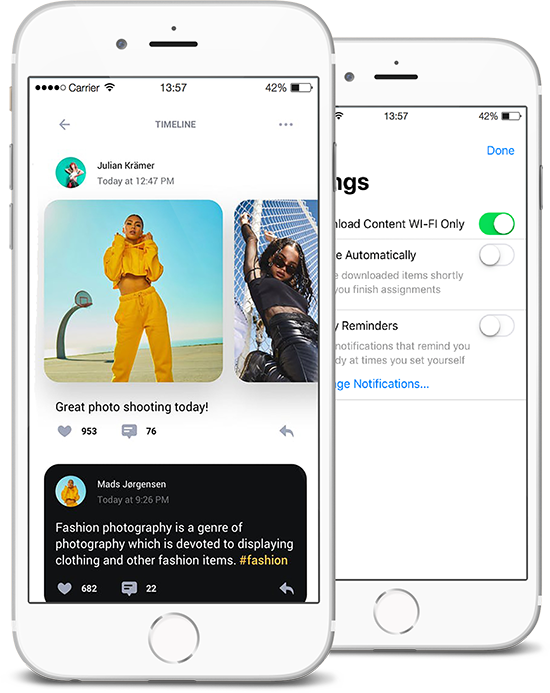 Carrier 13:57 42%
TIMELINE
Julian Krämer
Today at 12:47 PM
Great photo shooting today!
953 76
Mads Jørgensen
Today at 9:26 PM
Fashion photography is a genre of
photography which is devoted to displaying
clothing and other fashion items. #fashion
682 22
13:57 42%
Done
ngs
nload Content WI-FI Only
e Automatically
e downloaded items shortly
you finish assignments
y Reminders
notifications that remind you
dy at times you set yourself
ge Notifications...